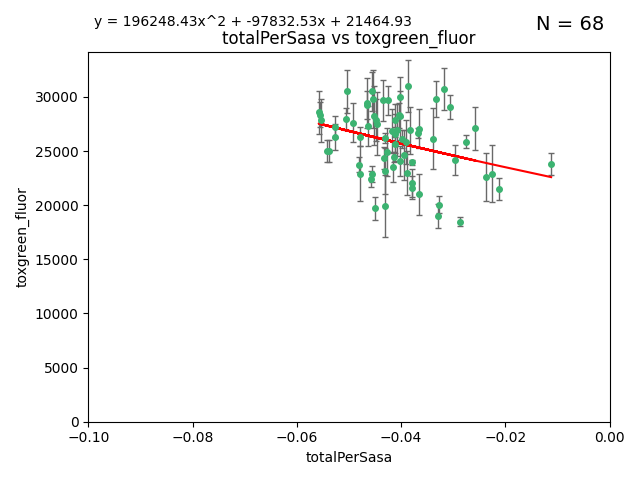 y = 196248.43x^2 + -97832.53x + 21464.93
N = 68
totalPerSasa vs toxgreen_fluor
toxgreen_fluor
30000
25000
20000
15000
10000
5000
0
−0.10
−0.08
−0.06
−0.04
−0.02
0.00
totalPerSasa